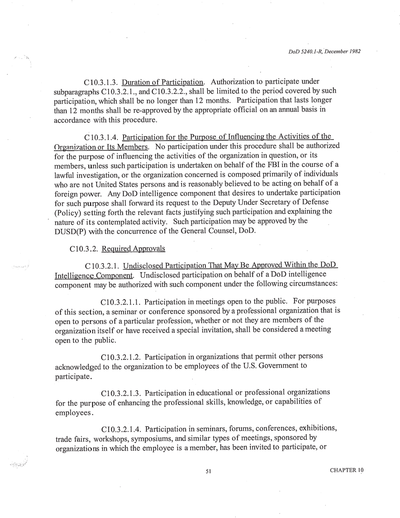 DoD 5240.1-R, December 1982
C10.3.1.3. Duration of Participation. Authorization to participate under
subparagraphs C10.3.2.1., and C10.3.2.2., shall be limited to the period covered by such
participation, which shall be no longer than 12 months. Participation that lasts longer
than 12 months shall be re-approved by the appropriate official on an annual basis in
accordance with this procedure.
C10.3.1.4. Participation for the Purpose of Influencing the Activities of the
Organization or Its Members. No participation under this procedure shall be authorized
for the purpose of influencing the activities of the organization in question, or its
members, unless such participation is undertaken on behalf of the FBI in the course of a
lawful investigation, or the organization concerned is composed primarily of individuals
who are not United States persons and is reasonably believed to be acting on behalf of a
foreign power. Any DoD intelligence component that desires to undertake participation
for such purpose shall forward its request to the Deputy Under Secretary of Defense
(Policy) setting forth the relevant facts justifying such participation and explaining the
nature of its contemplated activity. Such participation may be approved by the
DUSD(P) with the concurrence of the General Counsel, DoD.
C10.3.2. Required Approvals
C10.3.2.1. Undisclosed Participation That May Be Approved Within the DoD
Intelligence Component. Undisclosed participation on behalf of a DoD intelligence
component may be authorized with such component under the following circumstances:
C10.3.2.1.1. Participation in meetings open to the public. For purposes
of this section, a seminar or conference sponsored by a professional organization that is
open to persons of a particular profession, whether or not they are members of the
organization itself or have received a special invitation, shall be considered a meeting
open to the public.
C10.3.2.1.2. Participation in organizations that permit other persons
acknowledged to the organization to be employees of the U.S. Government to
participate.
C10.3.2.1.3. Participation in educational or professional organizations
for the purpose of enhancing the professional skills, knowledge, or capabilities of
employees.
C10.3.2.1.4. Participation in seminars, forums, conferences, exhibitions,
trade fairs, workshops, symposiums, and similar types of meetings, sponsored by
organizations in which the employee is a member, has been invited to participate, or
51
CHAPTER 10